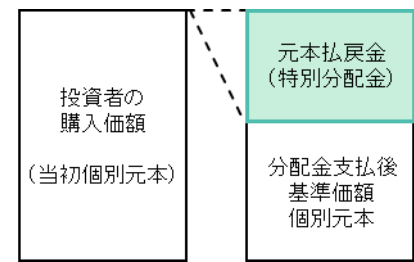 投資者の
購入価額
(当初個別元本)
元本払戻金
(特別分配金)
分配金支払後
基準価額
個別元本